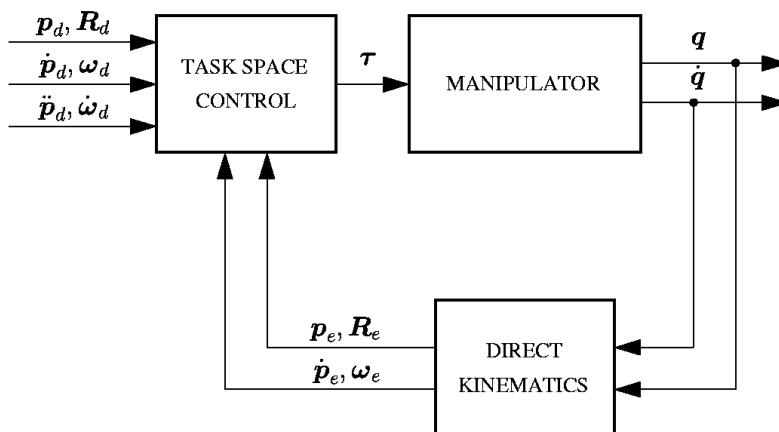 p_d, R_d
ṗ_d, ω_d
p̈_d, ω̇_d
TASK SPACE
CONTROL
τ
MANIPULATOR
q
q̇
p_e, R_e
ṗ_e, ω_e
DIRECT
KINEMATICS